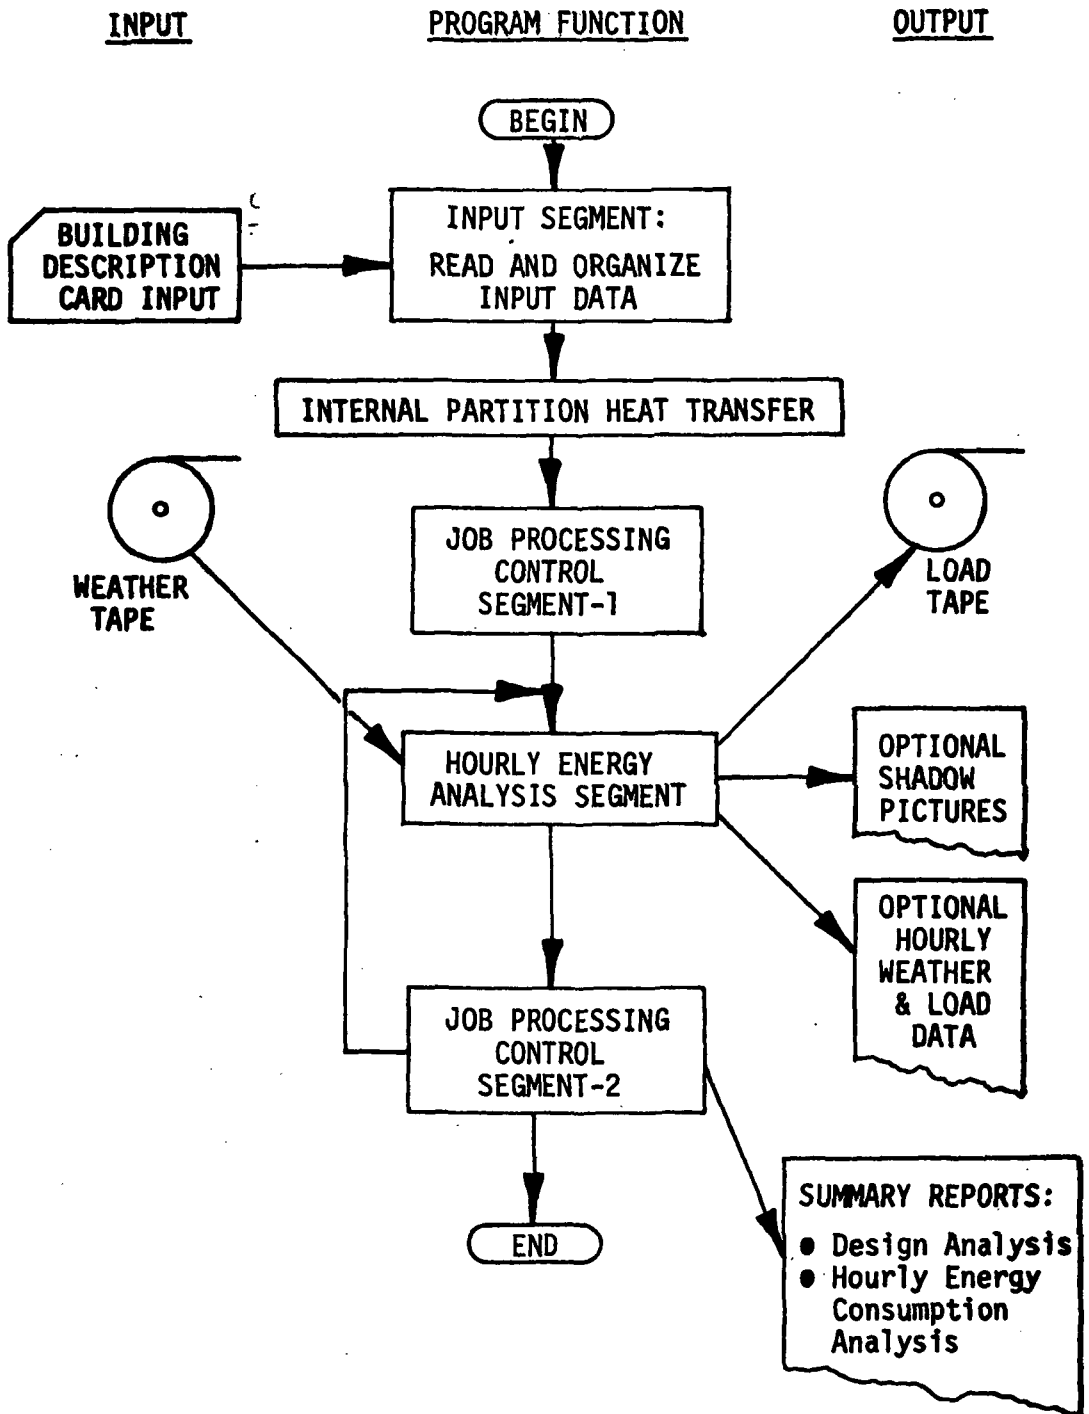 INPUT
PROGRAM FUNCTION
OUTPUT
BEGIN
BUILDING
DESCRIPTION
CARD INPUT
INPUT SEGMENT:
READ AND ORGANIZE
INPUT DATA
INTERNAL PARTITION HEAT TRANSFER
WEATHER
TAPE
JOB PROCESSING
CONTROL
SEGMENT-1
LOAD
TAPE
HOURLY ENERGY
ANALYSIS SEGMENT
OPTIONAL
SHADOW
PICTURES
OPTIONAL
HOURLY
WEATHER
& LOAD
DATA
JOB PROCESSING
CONTROL
SEGMENT-2
END
SUMMARY REPORTS:
● Design Analysis
● Hourly Energy
Consumption
Analysis